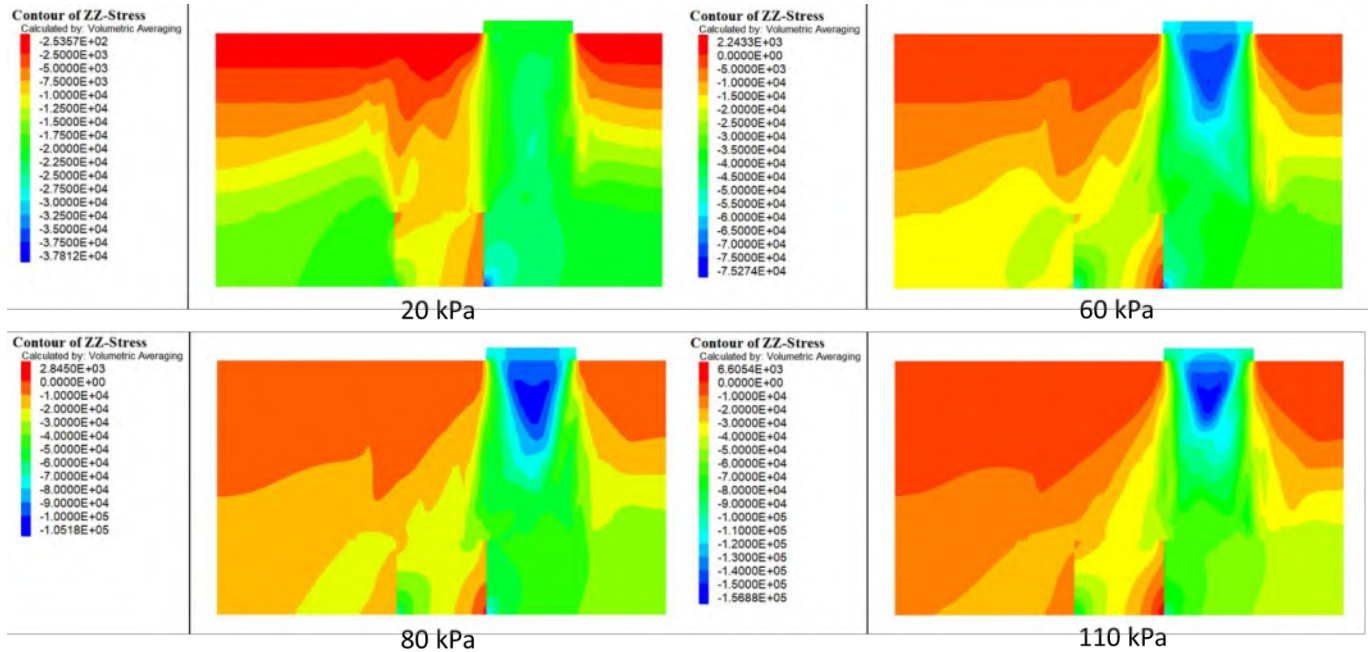 Contour of ZZ-Stress
Calculated by: Volumetric Averaging
-2.5357E+02
-2.5000E+03
-5.0000E+03
-7.5000E+03
-1.0000E+04
-1.2500E+04
-1.5000E+04
-1.7500E+04
-2.0000E+04
-2.2500E+04
-2.5000E+04
-2.7500E+04
-3.0000E+04
-3.2500E+04
-3.5000E+04
-3.7500E+04
-3.7812E+04
20 kPa
Contour of ZZ-Stress
Calculated by: Volumetric Averaging
2.2433E+03
0.0000E+00
-5.0000E+03
-1.0000E+04
-1.5000E+04
-2.0000E+04
-2.5000E+04
-3.0000E+04
-3.5000E+04
-4.0000E+04
-4.5000E+04
-5.0000E+04
-5.5000E+04
-6.0000E+04
-6.5000E+04
-7.0000E+04
-7.5000E+04
-7.5274E+04
60 kPa
Contour of ZZ-Stress
Calculated by: Volumetric Averaging
2.8450E+03
0.0000E+00
-1.0000E+04
-2.0000E+04
-3.0000E+04
-4.0000E+04
-5.0000E+04
-6.0000E+04
-7.0000E+04
-8.0000E+04
-9.0000E+04
-1.0000E+05
-1.0518E+05
80 kPa
Contour of ZZ-Stress
Calculated by: Volumetric Averaging
6.6054E+03
0.0000E+00
-1.0000E+04
-2.0000E+04
-3.0000E+04
-4.0000E+04
-5.0000E+04
-6.0000E+04
-7.0000E+04
-8.0000E+04
-9.0000E+04
-1.0000E+05
-1.1000E+05
-1.2000E+05
-1.3000E+05
-1.4000E+05
-1.5000E+05
-1.5688E+05
110 kPa